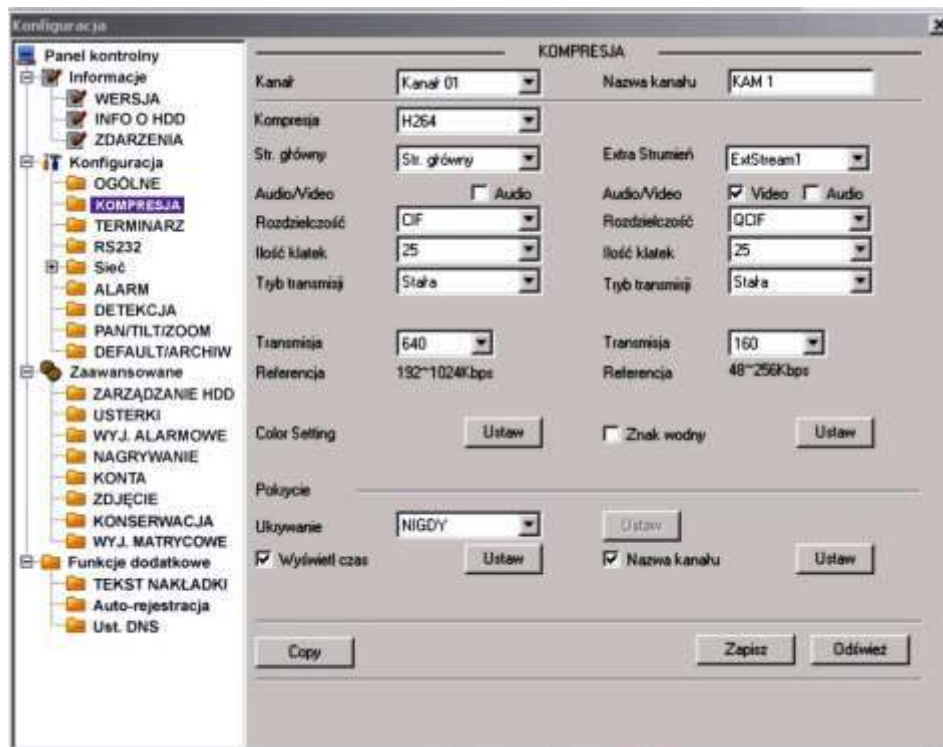 Konfiguracja
Panel kontrolny
Informacje
WERSJA
INFO O HDD
ZDARZENIA
Konfiguracja
OGÓLNE
KOMPRESJA
TERMINARZ
RS232
Sieć
ALARM
DETEKCJA
PAN/TILT/ZOOM
DEFAULT/ARCHIW
Zaawansowane
ZARZĄDZANIE HDD
USTERKI
WYJ. ALARMOWE
NAGRYWANIE
KONTA
ZDJĘCIE
KONSERWACJA
WYJ. MATRYCOWE
Funkcje dodatkowe
TEKST NAKŁADKI
Auto-rejestracja
Ust. DNS
KOMPRESJA
Kanał Kanał 01 Nazwa kanału KAM 1
Kompresja H264
Str. główny Str. główny Extra Strumień ExtStream1
Audio/Video Audio Audio/Video Video Audio
Rozdzielczość CIF Rozdzielczość QCIF
Ilość klatek 25 Ilość klatek 25
Tryb transmisji Stała Tryb transmisji Stała
Transmisja 640 Transmisja 160
Referencja 192~1024Kbps Referencja 48~256Kbps
Color Setting Ustaw Znak wodny Ustaw
Pokrycie
Ukrywanie NIGDY Ustaw
Wyświetl czas Ustaw Nazwa kanału Ustaw
Copy Zapisz Odśwież